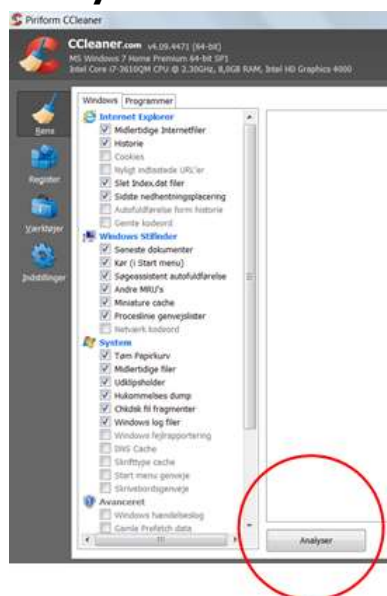 Piriform CCleaner
CCleaner.com v4.09.4471 (64-bit)
MS Windows 7 Home Premium 64-bit SP1
Intel Core i7-3610QM CPU @ 2.30GHz, 8,0GB RAM, Intel HD Graphics 4000
Rens
Register
Værktøjer
Indstillinger
Windows Programmer
Internet Explorer
Midlertidige Internetfiler
Historie
Cookies
Nyligt indtastede URL'er
Slet Index.dat filer
Sidste nedhentningsplacering
Autofuldførelse form historie
Gemte kodeord
Windows Stifinder
Seneste dokumenter
Kør (i Start menu)
Søgeassistent autofuldførelse
Andre MRU's
Miniature cache
Proceslinie genvejslister
Netværk kodeord
System
Tøm Papirkurv
Midlertidige filer
Udklipsholder
Hukommelses dump
Chkdsk fil fragmenter
Windows log filer
Windows fejlrapportering
DNS Cache
Skrifttype cache
Start menu genveje
Skrivebordsgenveje
Avanceret
Windows hændelseslog
Gamle Prefetch data
Analyser